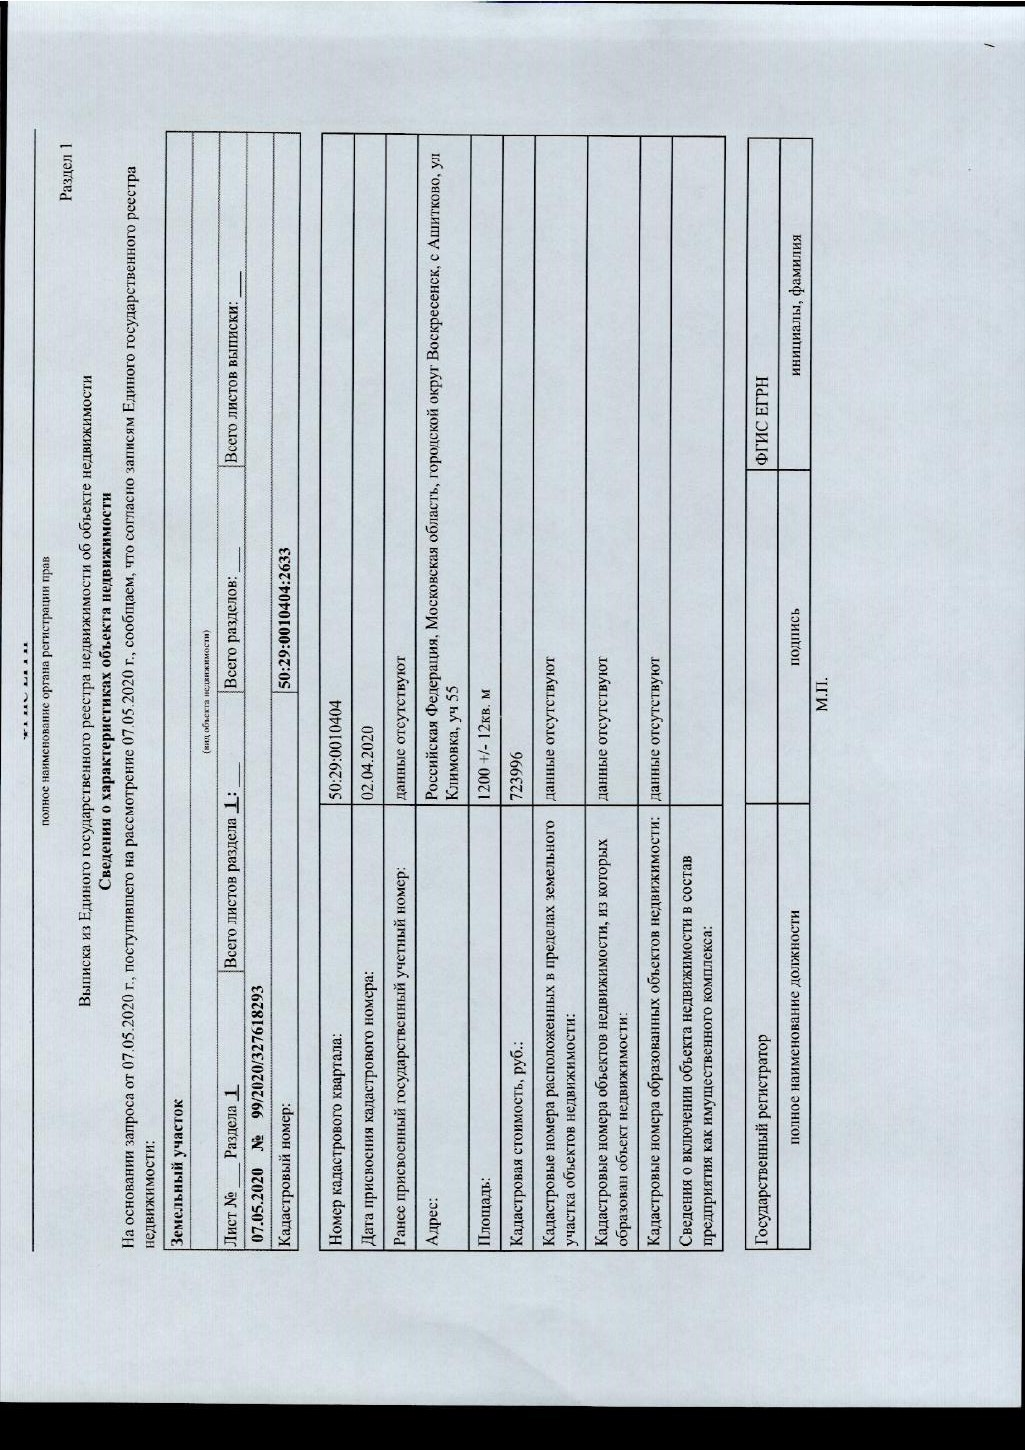 полное наименование органа регистрации прав
Раздел 1
Выписка из Единого государственного реестра недвижимости об объекте недвижимости
Сведения о характеристиках объекта недвижимости
На основании запроса от 07.05.2020 г., поступившего на рассмотрение 07.05.2020 г., сообщаем, что согласно записям Единого государственного реестра
недвижимости:
Земельный участок
(вид объекта недвижимости)
Лист № ___ Раздела 1 Всего листов раздела 1: ___ Всего разделов: ___ Всего листов выписки: ___
07.05.2020 № 99/2020/327618293
Кадастровый номер: 50:29:0010404:2633
Номер кадастрового квартала: 50:29:0010404
Дата присвоения кадастрового номера: 02.04.2020
Ранее присвоенный государственный учетный номер: данные отсутствуют
Адрес: Российская Федерация, Московская область, городской округ Воскресенск, с Ашитково, ул
Климовка, уч 55
Площадь: 1200 +/- 12кв. м
Кадастровая стоимость, руб.: 723996
Кадастровые номера расположенных в пределах земельного данные отсутствуют
участка объектов недвижимости:
Кадастровые номера объектов недвижимости, из которых данные отсутствуют
образован объект недвижимости:
Кадастровые номера образованных объектов недвижимости: данные отсутствуют
Сведения о включении объекта недвижимости в состав
предприятия как имущественного комплекса:
Государственный регистратор ФГИС ЕГРН
полное наименование должности подпись инициалы, фамилия
М.П.